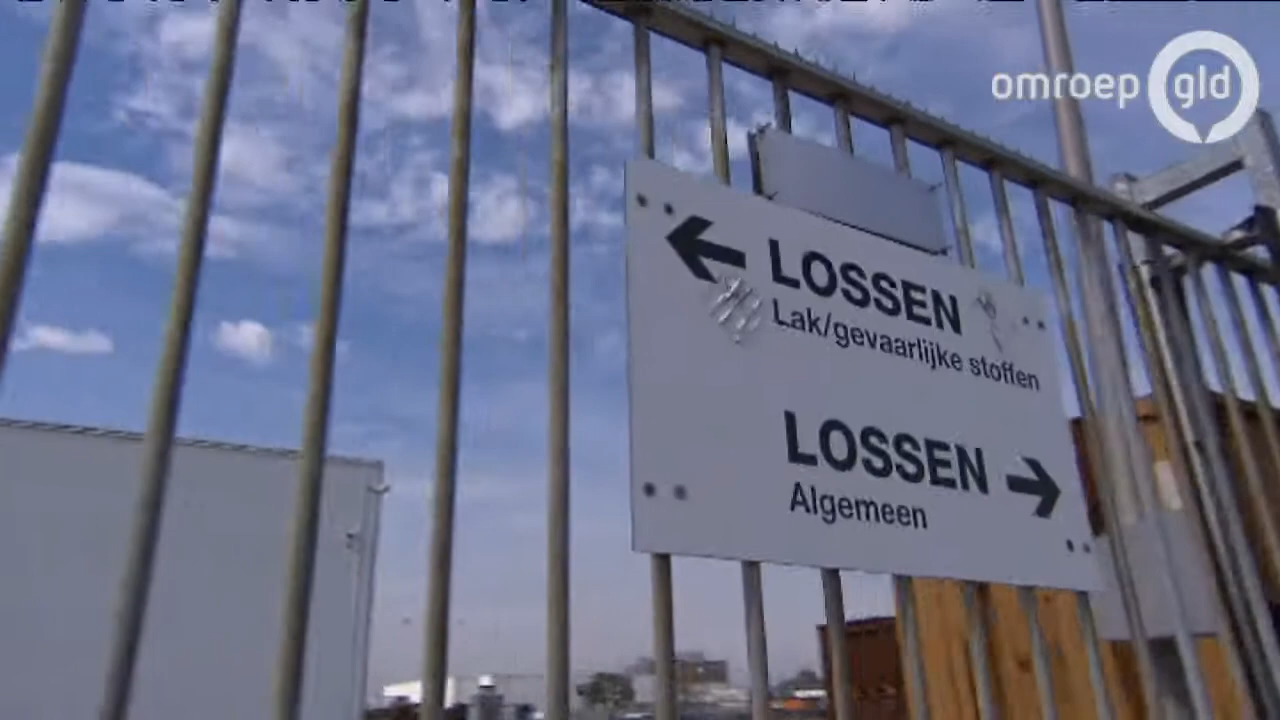 omroep gld
LOSSEN
Lak/gevaarlijke stoffen
LOSSEN
Algemeen